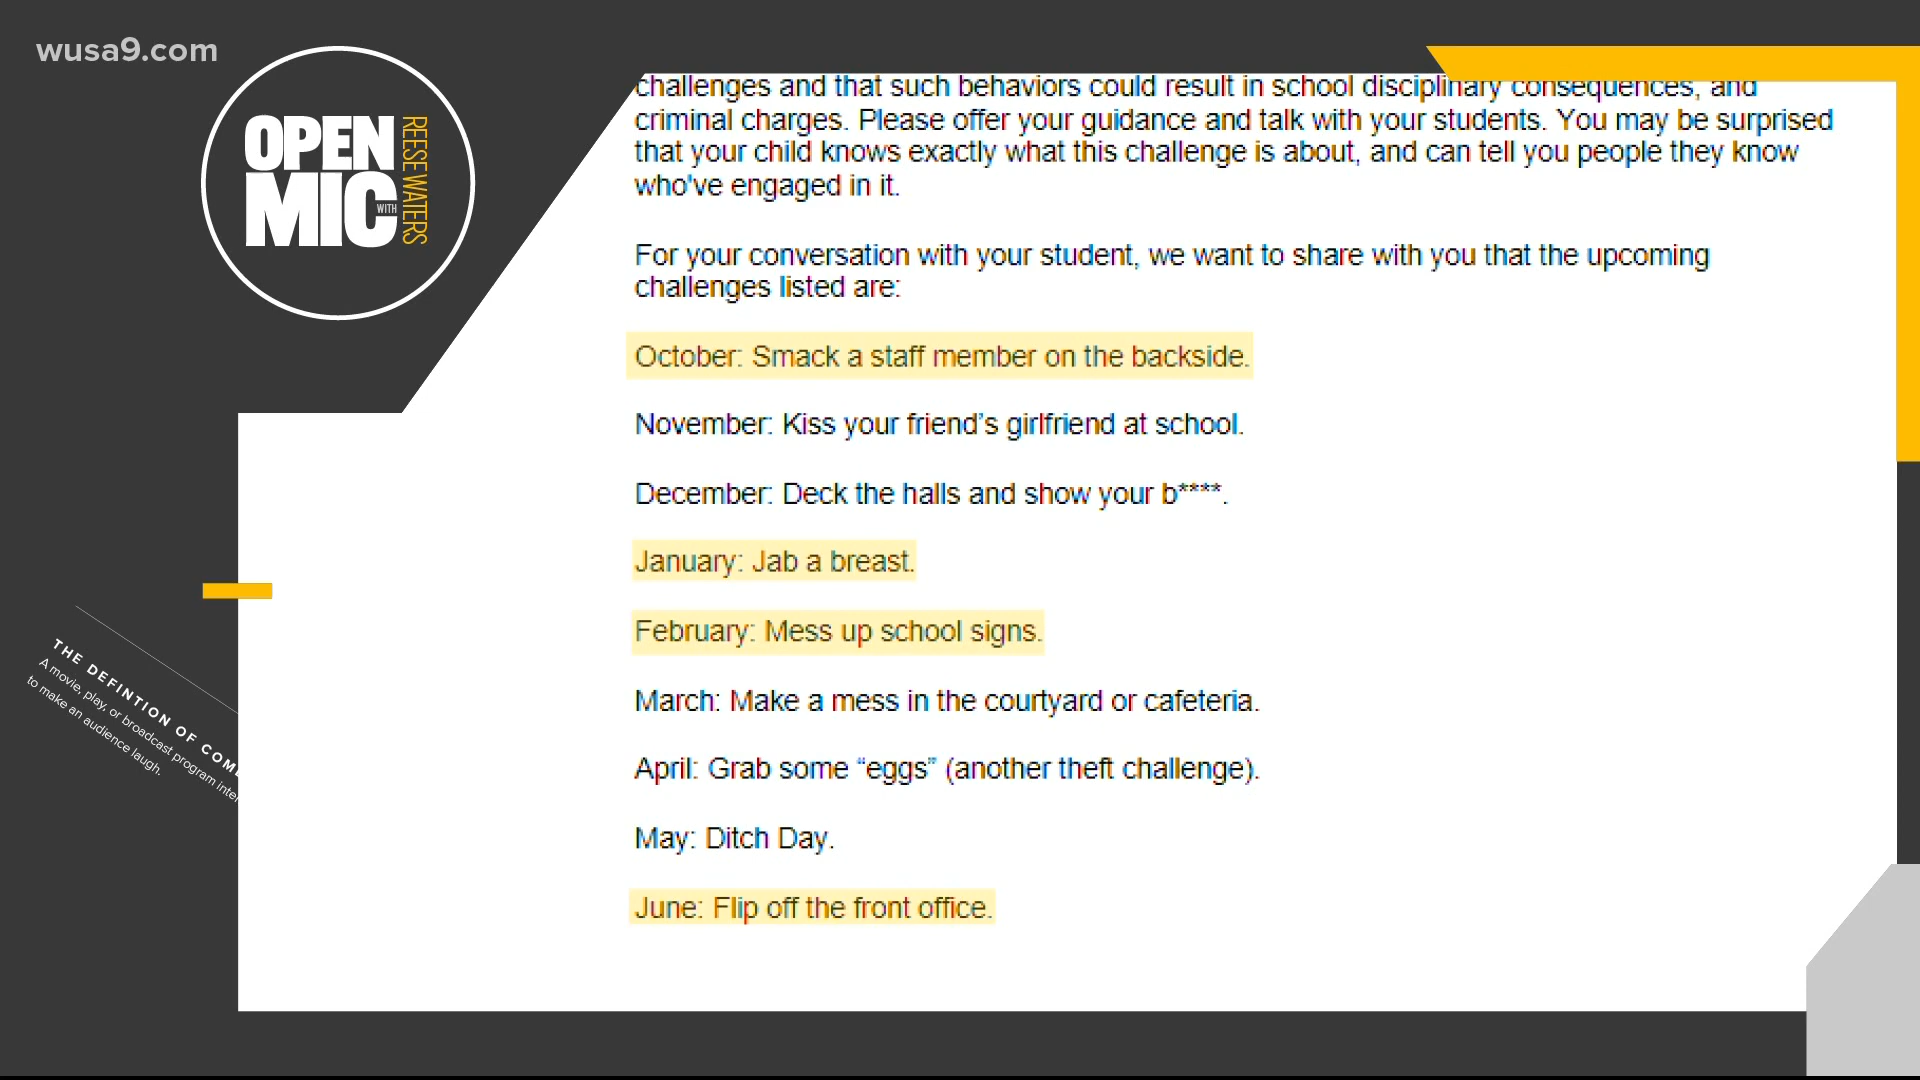 wusa9.com
OPEN
MIC
WITH
REESE WATERS
challenges and that such behaviors could result in school disciplinary consequences, and
criminal charges. Please offer your guidance and talk with your students. You may be surprised
that your child knows exactly what this challenge is about, and can tell you people they know
who've engaged in it.
For your conversation with your student, we want to share with you that the upcoming
challenges listed are:
October: Smack a staff member on the backside.
November: Kiss your friend’s girlfriend at school.
December: Deck the halls and show your b****.
January: Jab a breast.
February: Mess up school signs.
March: Make a mess in the courtyard or cafeteria.
April: Grab some “eggs” (another theft challenge).
May: Ditch Day.
June: Flip off the front office.
THE DEFINTION OF
A movie, play, or broadcast program
to make an audience laugh.